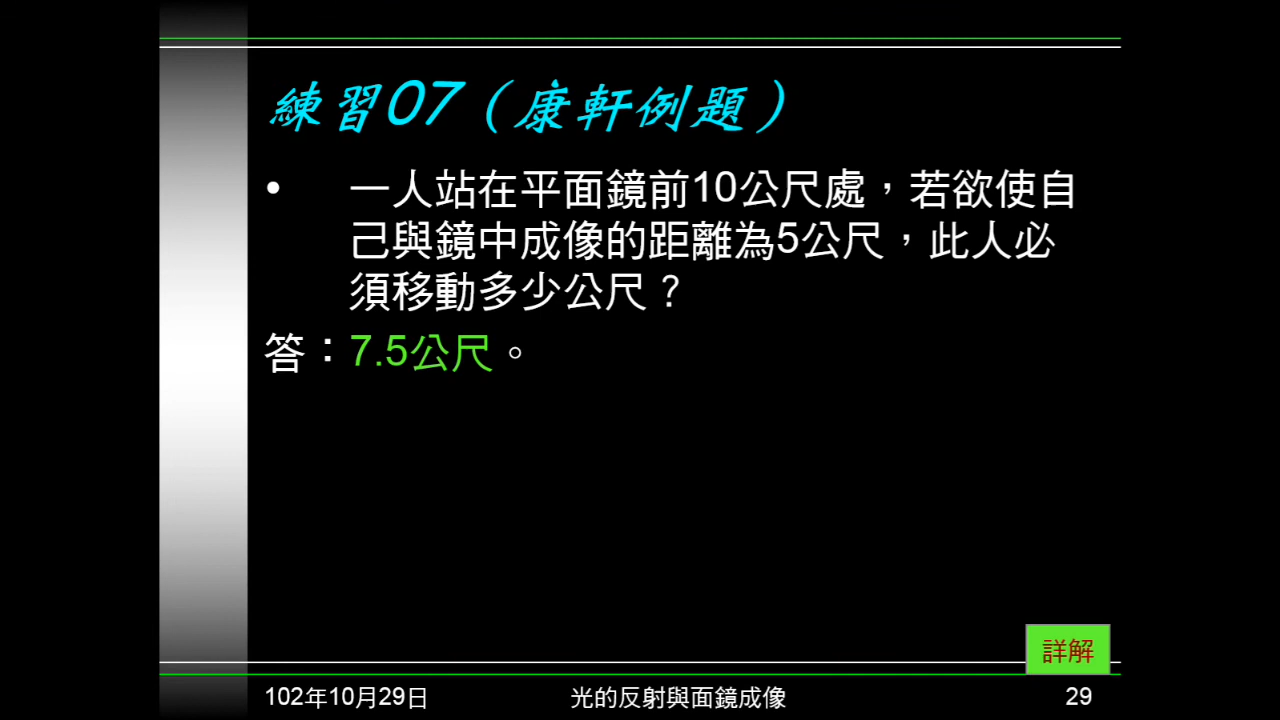 練習07（康軒例題）
• 一人站在平面鏡前10公尺處，若欲使自
己與鏡中成像的距離為5公尺，此人必
須移動多少公尺？
答：7.5公尺。
詳解
102年10月29日 光的反射與面鏡成像 29